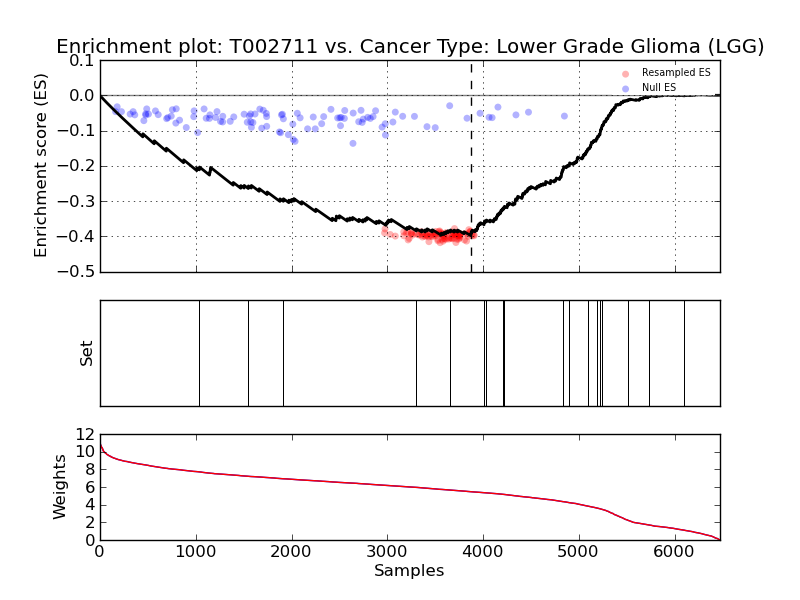 Enrichment plot: T002711 vs. Cancer Type: Lower Grade Glioma (LGG)
Enrichment score (ES)
0.1
0.0
−0.1
−0.2
−0.3
−0.4
−0.5
Resampled ES
Null ES
Set
Weights
12
10
8
6
4
2
0
0 1000 2000 3000 4000 5000 6000
Samples